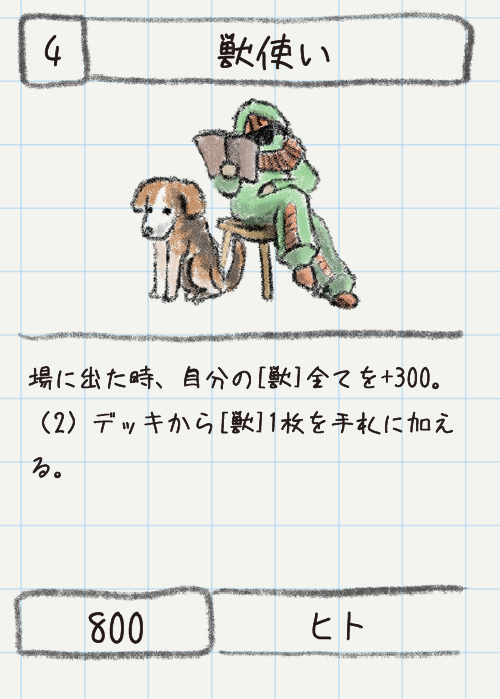 4
獣使い
場に出た時、自分の[獣]全てを+300。
（2）デッキから[獣]1枚を手札に加え
る。
800
ヒト